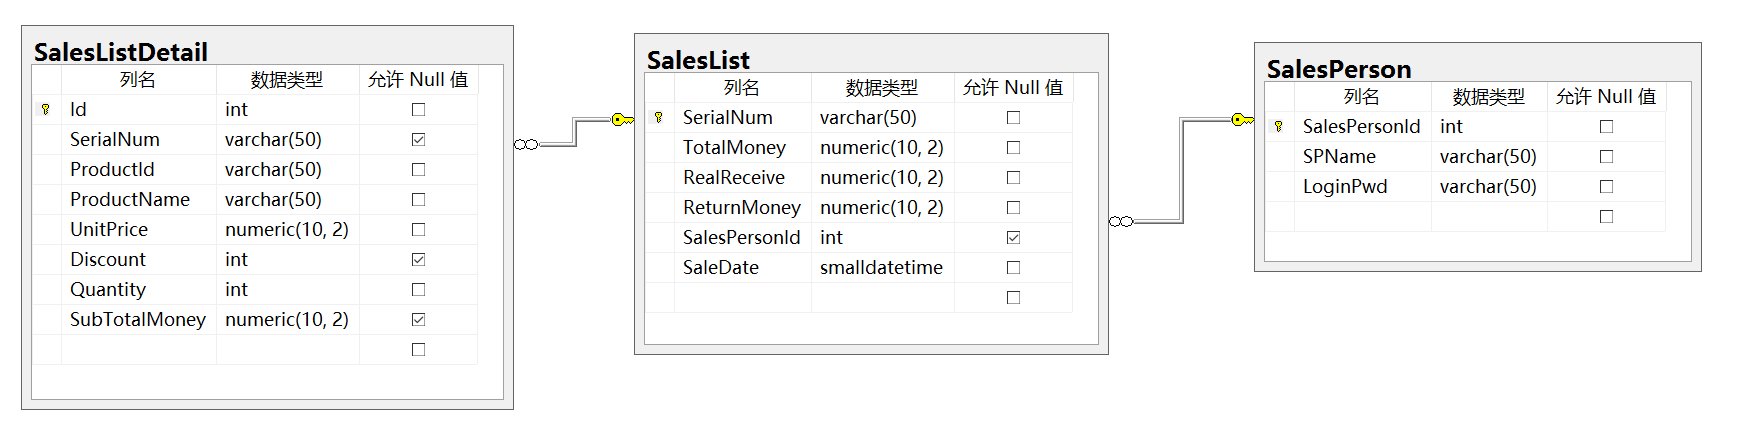 SalesListDetail
列名 数据类型 允许 Null 值
Id int
SerialNum varchar(50)
ProductId varchar(50)
ProductName varchar(50)
UnitPrice numeric(10, 2)
Discount int
Quantity int
SubTotalMoney numeric(10, 2)
SalesList
列名 数据类型 允许 Null 值
SerialNum varchar(50)
TotalMoney numeric(10, 2)
RealReceive numeric(10, 2)
ReturnMoney numeric(10, 2)
SalesPersonId int
SaleDate smalldatetime
SalesPerson
列名 数据类型 允许 Null 值
SalesPersonId int
SPName varchar(50)
LoginPwd varchar(50)